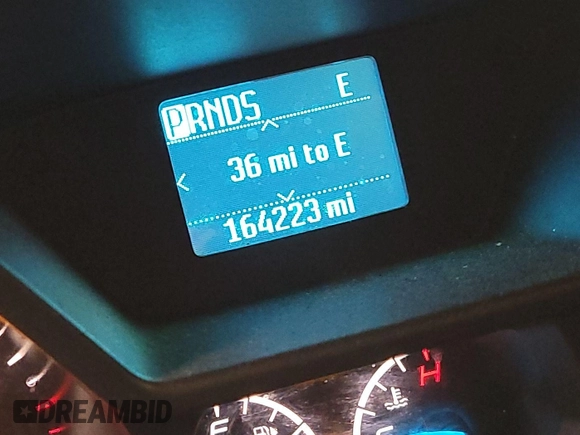 PRNDS E
36 mi to E
164223 mi
H
F
DREAMBID